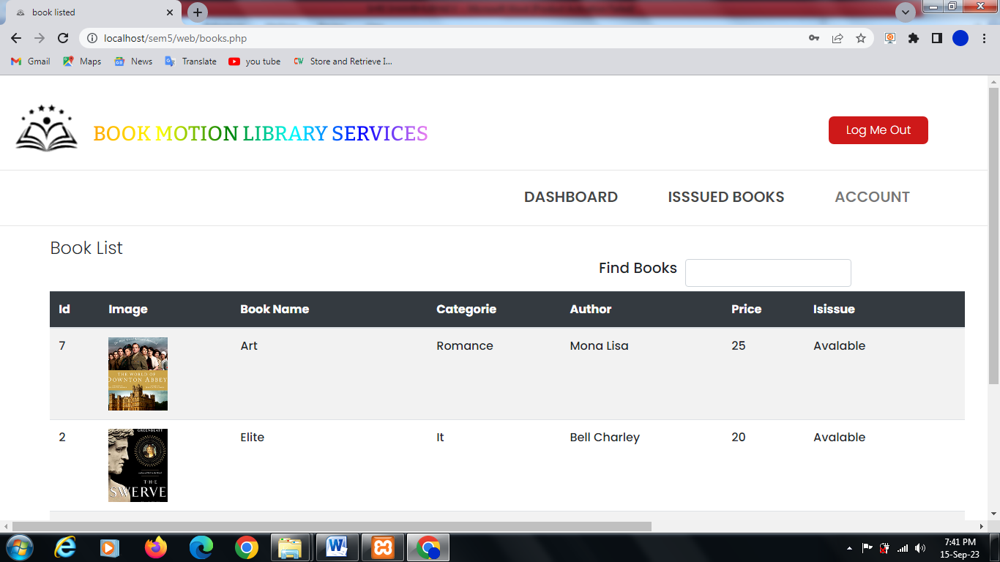 book listed
localhost/sem5/web/books.php
Gmail Maps News Translate you tube Store and Retrieve I...
BOOK MOTION LIBRARY SERVICES
Log Me Out
DASHBOARD ISSSUED BOOKS ACCOUNT
Book List
Find Books
Id Image Book Name Categorie Author Price Isissue
7 Art Romance Mona Lisa 25 Avalable
THE WORLD OF
DOWNTON ABBEY
2 Elite It Bell Charley 20 Avalable
GREENBLATT
THE
SWERVE
7:41 PM
15-Sep-23